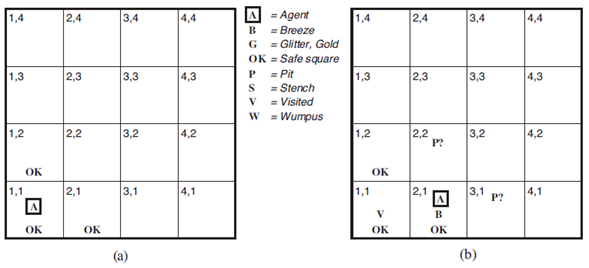 1,4 2,4 3,4 4,4
1,3 2,3 3,3 4,3
1,2 2,2 3,2 4,2
OK
1,1 2,1 3,1 4,1
A
OK OK
(a)
A = Agent
B = Breeze
G = Glitter, Gold
OK = Safe square
P = Pit
S = Stench
V = Visited
W = Wumpus
1,4 2,4 3,4 4,4
1,3 2,3 3,3 4,3
1,2 2,2 P? 3,2 4,2
OK
1,1 2,1 A 3,1 P? 4,1
V B
OK OK
(b)